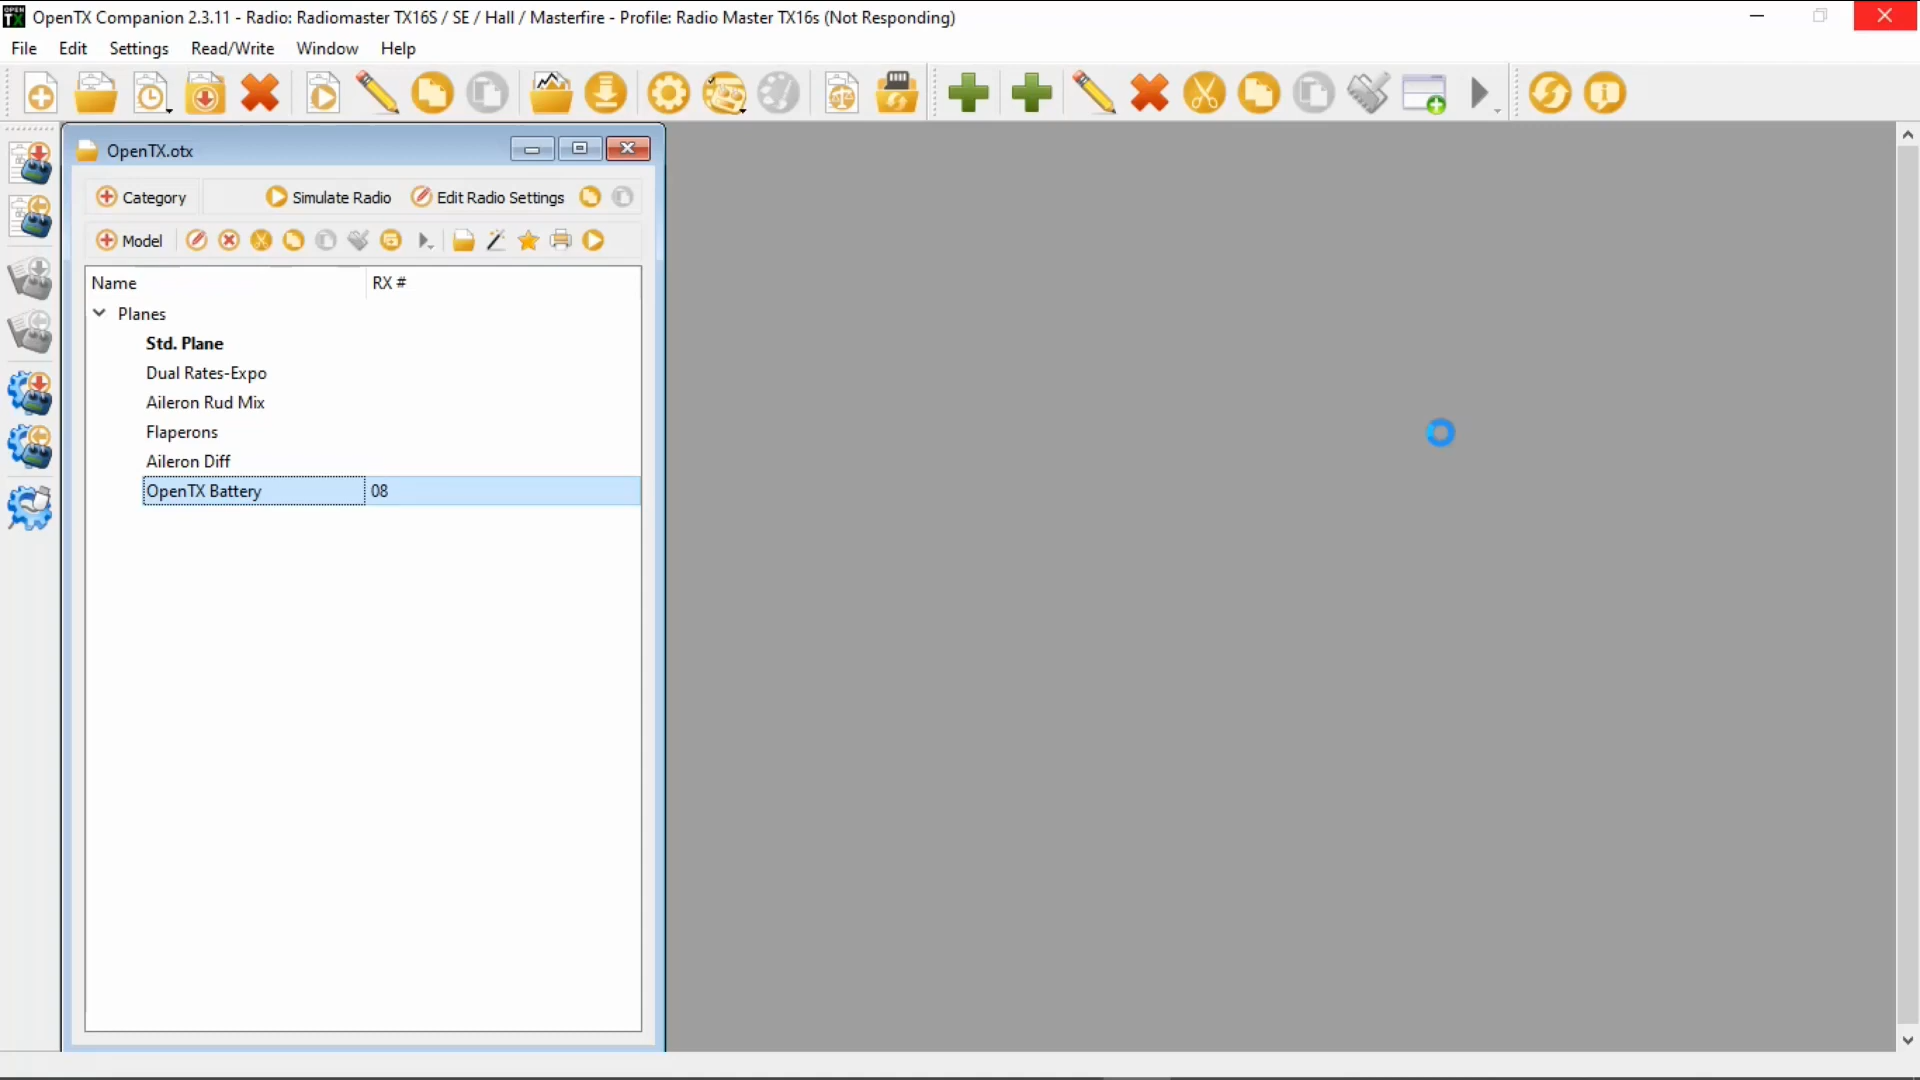 OPEN
TX
OpenTX Companion 2.3.11 - Radio: Radiomaster TX16S / SE / Hall / Masterfire - Profile: Radio Master TX16s (Not Responding)
File Edit Settings Read/Write Window Help
OpenTX.otx
Category Simulate Radio Edit Radio Settings
Model
Name RX #
Planes
Std. Plane
Dual Rates-Expo
Aileron Rud Mix
Flaperons
Aileron Diff
OpenTX Battery 08